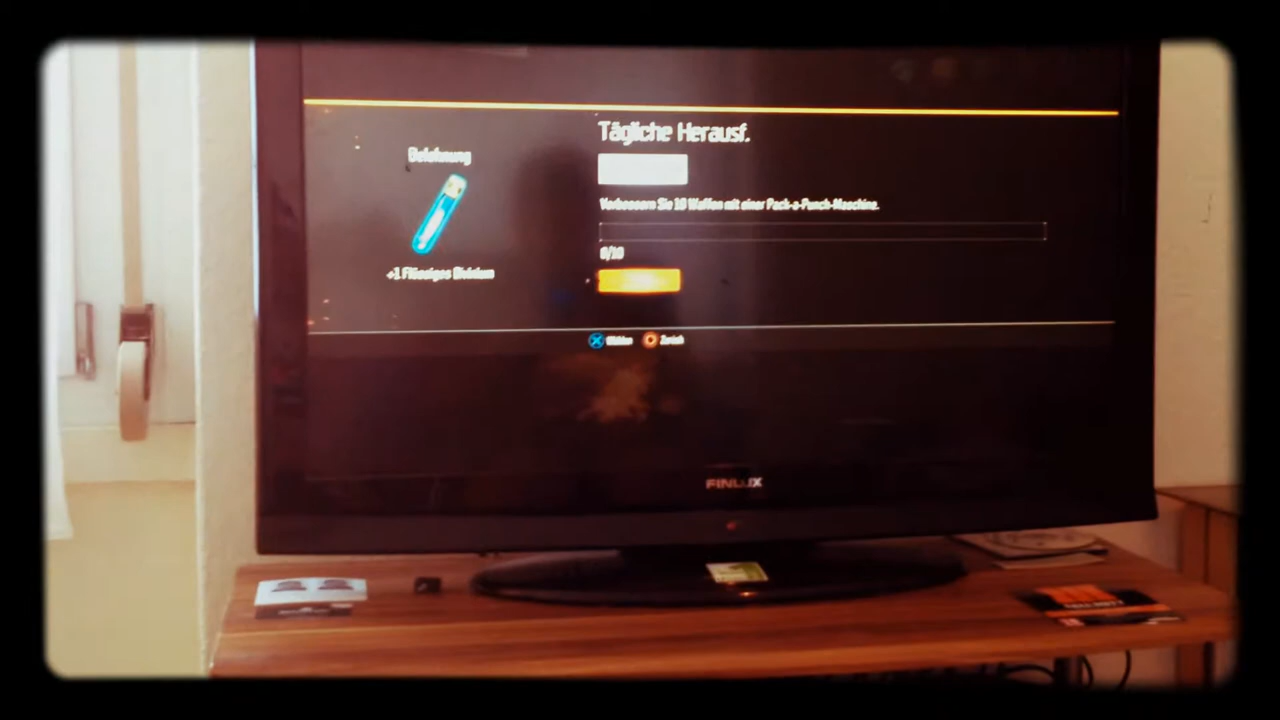 Tägliche Herausf.
Belohnung
Verbessern Sie 10 Waffen mit einer Pack-a-Punch-Maschine.
0/10
+1 Flüssiges Divinium
Wählen Zurück
FINLUX